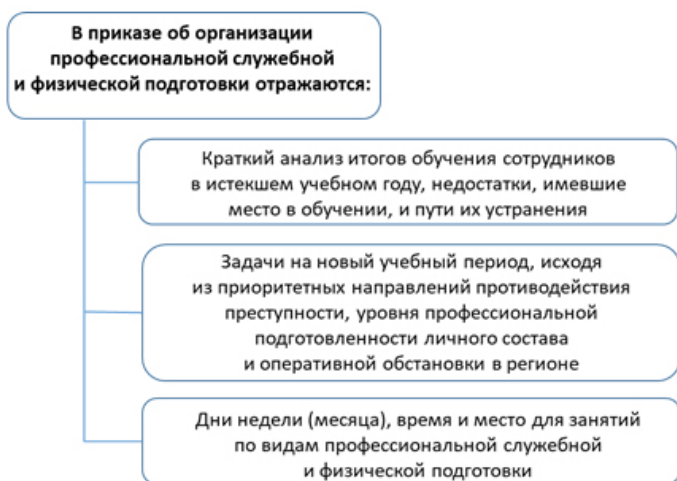 В приказе об организации
профессиональной служебной
и физической подготовки отражаются:
Краткий анализ итогов обучения сотрудников
в истекшем учебном году, недостатки, имевшие
место в обучении, и пути их устранения
Задачи на новый учебный период, исходя
из приоритетных направлений противодействия
преступности, уровня профессиональной
подготовленности личного состава
и оперативной обстановки в регионе
Дни недели (месяца), время и место для занятий
по видам профессиональной служебной
и физической подготовки